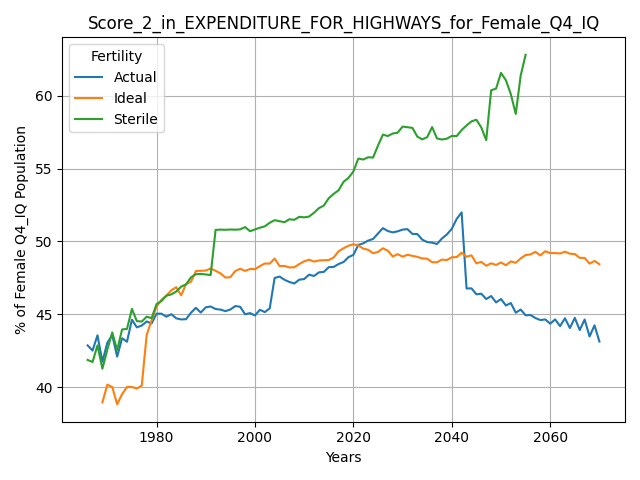 Score_2_in_EXPENDITURE_FOR_HIGHWAYS_for_Female_Q4_IQ
Fertility
Actual
Ideal
Sterile
% of Female Q4_IQ Population
60
55
50
45
40
1980
2000
2020
2040
2060
Years